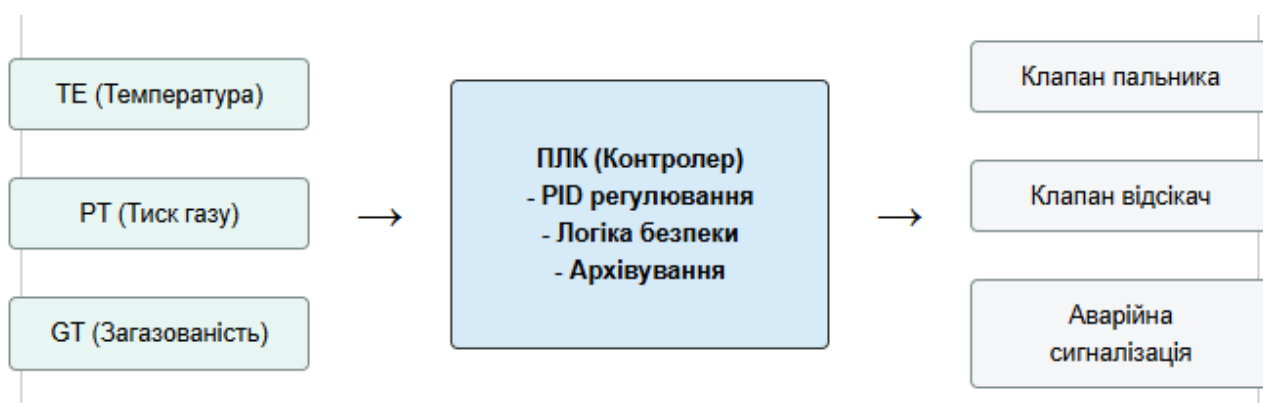 TE (Температура)
PT (Тиск газу)
GT (Загазованість)
→
ПЛК (Контролер)
- PID регулювання
- Логіка безпеки
- Архівування
→
Клапан пальника
Клапан відсікач
Аварійна
сигналізація